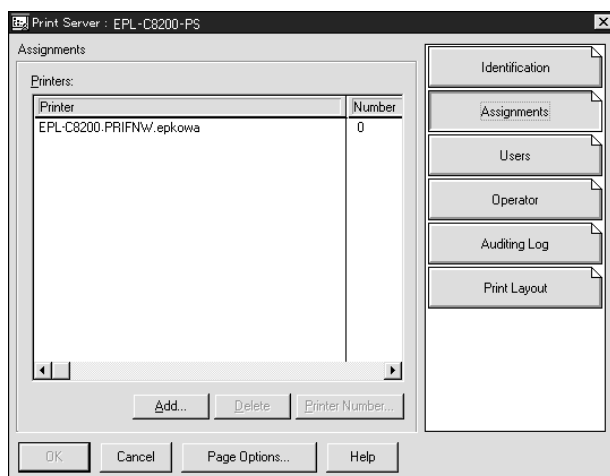 Print Server : EPL-C8200-PS
Assignments
Printers:
Printer Number
EPL-C8200.PRIFNW.epkowa 0
Add... Delete Printer Number...
OK Cancel Page Options... Help
Identification
Assignments
Users
Operator
Auditing Log
Print Layout